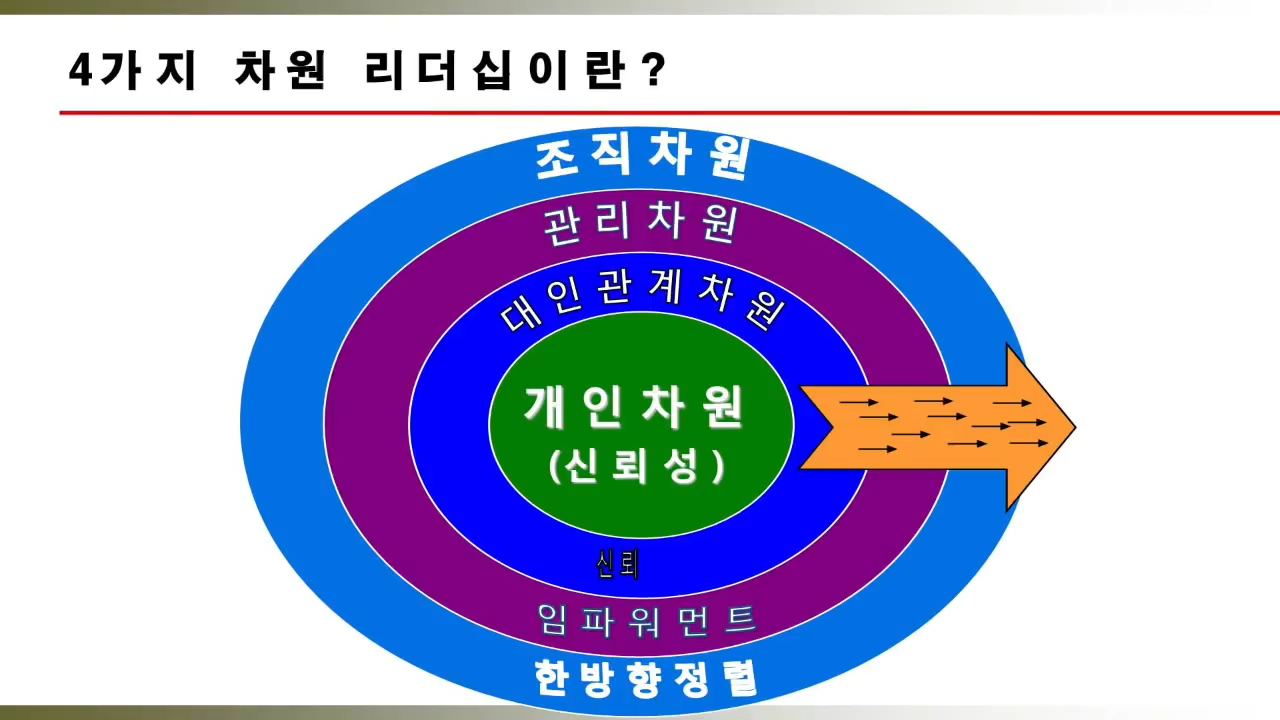 4가지 차원 리더십이란?
조직차원
관리차원
대인관계차원
개인차원
(신뢰성)
신뢰
임파워먼트
한방향정렬